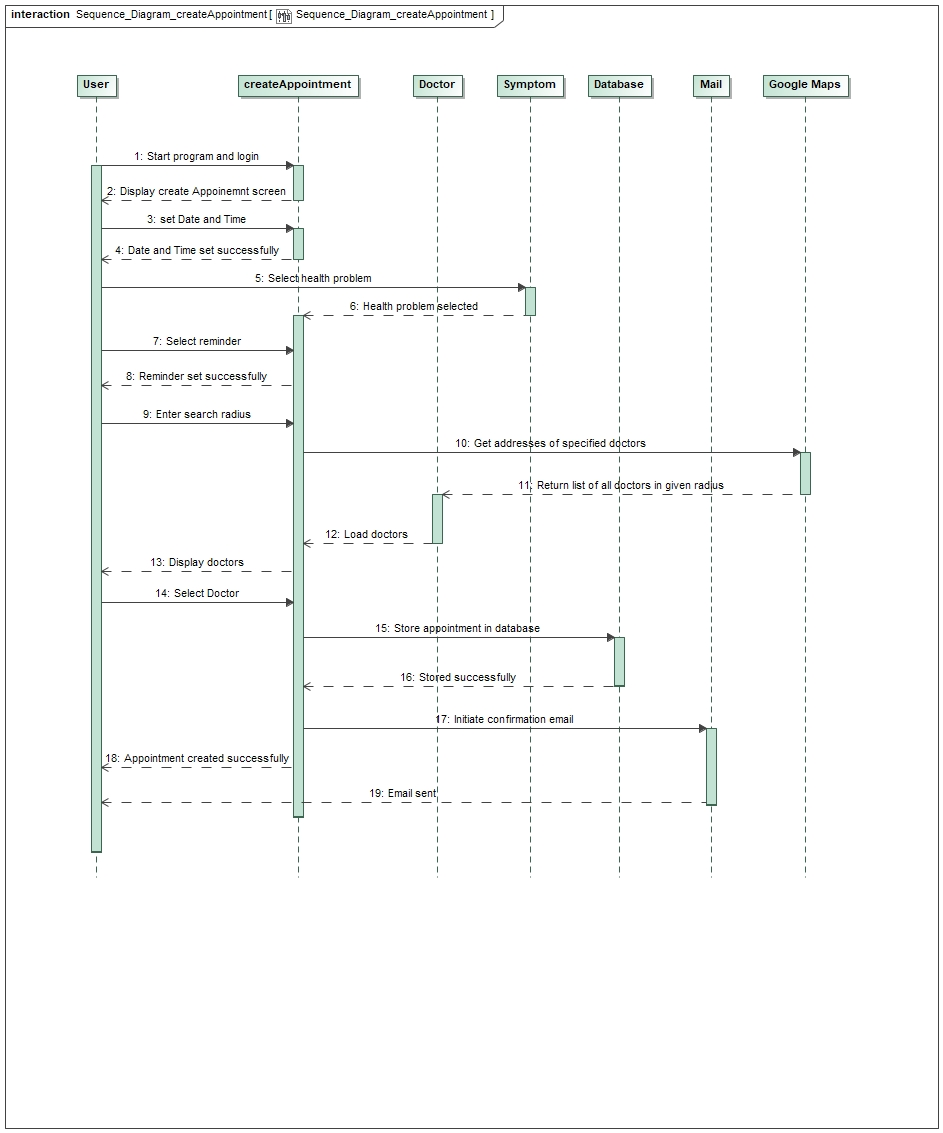 interaction Sequence_Diagram_createAppointment[ Sequence_Diagram_createAppointment ]
User createAppointment Doctor Symptom Database Mail Google Maps
1: Start program and login
2: Display create Appoinemnt screen
3: set Date and Time
4: Date and Time set successfully
5: Select health problem
6: Health problem selected
7: Select reminder
8: Reminder set successfully
9: Enter search radius
10: Get addresses of specified doctors
11: Return list of all doctors in given radius
12: Load doctors
13: Display doctors
14: Select Doctor
15: Store appointment in database
16: Stored successfully
17: Initiate confirmation email
18: Appointment created successfully
19: Email sent